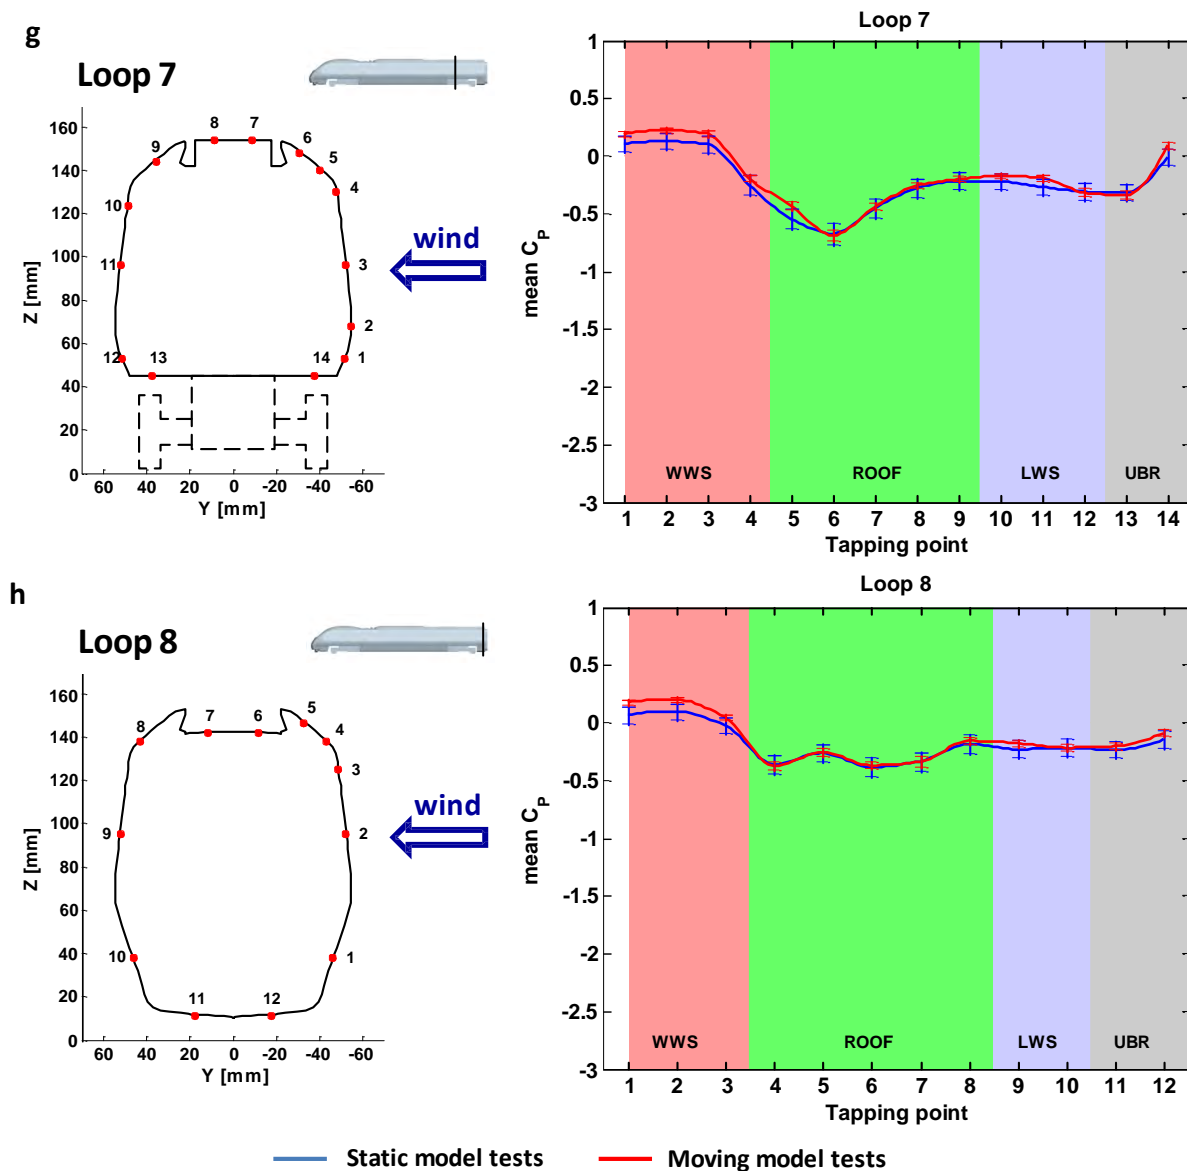 g
Loop 7
Z [mm]
160
140
120
100
80
60
40
20
0
60 40 20 0 -20 -40 -60
Y [mm]
1
2
3
4
5
6
7
8
9
10
11
12
13
14
wind
Loop 7
mean CP
1
0.5
0
-0.5
-1
-1.5
-2
-2.5
-3
WWS ROOF LWS UBR
1 2 3 4 5 6 7 8 9 10 11 12 13 14
Tapping point
h
Loop 8
Z [mm]
160
140
120
100
80
60
40
20
0
60 40 20 0 -20 -40 -60
Y [mm]
1
2
3
4
5
6
7
8
9
10
11
12
wind
Loop 8
mean CP
1
0.5
0
-0.5
-1
-1.5
-2
-2.5
-3
WWS ROOF LWS UBR
1 2 3 4 5 6 7 8 9 10 11 12
Tapping point
Static model tests Moving model tests